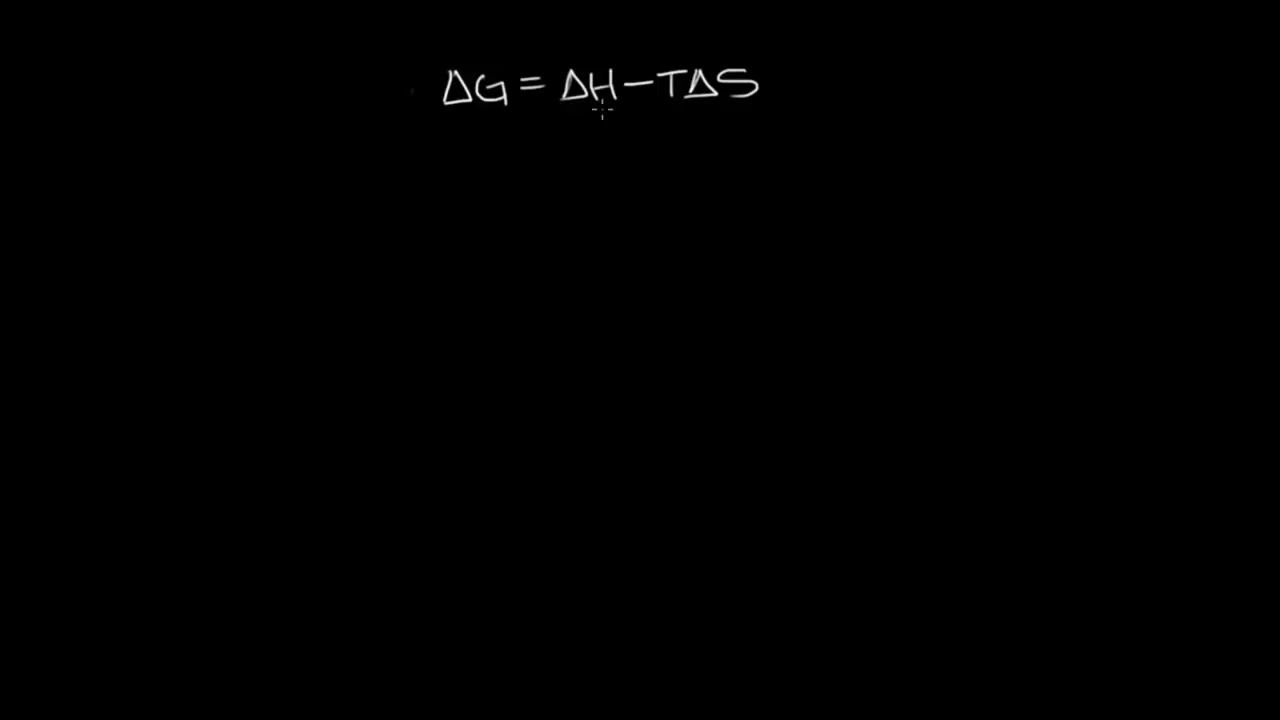 ΔG = ΔH – TΔS